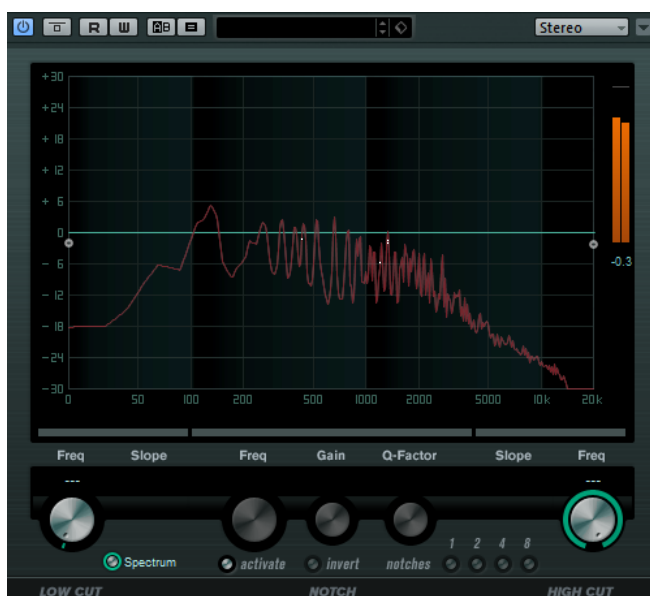 R W AB Stereo
+30
+24
+18
+12
+6
0
-6
-12
-18
-24
-30
-0.3
0 50 100 200 500 1000 2000 5000 10k 20k
Freq Slope Freq Gain Q-Factor Slope Freq
--- ---
1 2 4 8
Spectrum activate invert notches
LOW CUT NOTCH HIGH CUT